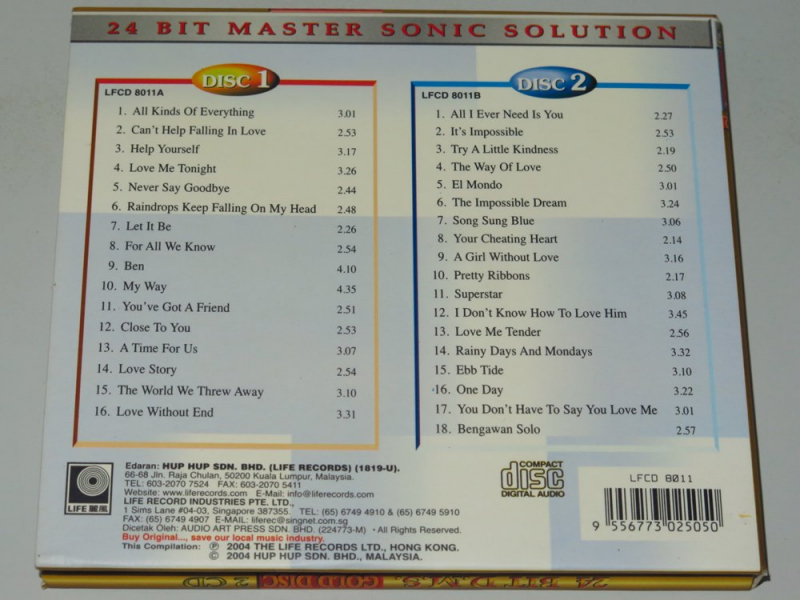 24 BIT MASTER SONIC SOLUTION
DISC 1
LFCD 8011A
1. All Kinds Of Everything 3.01
2. Can't Help Falling In Love 2.53
3. Help Yourself 3.17
4. Love Me Tonight 3.26
5. Never Say Goodbye 2.44
6. Raindrops Keep Falling On My Head 2.48
7. Let It Be 2.26
8. For All We Know 2.54
9. Ben 4.10
10. My Way 4.35
11. You've Got A Friend 2.51
12. Close To You 2.53
13. A Time For Us 3.07
14. Love Story 2.54
15. The World We Threw Away 3.10
16. Love Without End 3.31
DISC 2
LFCD 8011B
1. All I Ever Need Is You 2.27
2. It's Impossible 2.53
3. Try A Little Kindness 2.19
4. The Way Of Love 2.50
5. El Mondo 3.01
6. The Impossible Dream 3.24
7. Song Sung Blue 3.06
8. Your Cheating Heart 2.14
9. A Girl Without Love 3.16
10. Pretty Ribbons 2.17
11. Superstar 3.08
12. I Don't Know How To Love Him 3.45
13. Love Me Tender 2.56
14. Rainy Days And Mondays 3.32
15. Ebb Tide 3.10
16. One Day 3.22
17. You Don't Have To Say You Love Me 3.01
18. Bengawan Solo 2.57
LIFE 麗風
Edaran: HUP HUP SDN. BHD. (LIFE RECORDS) (1819-U).
66-68 Jln. Raja Chulan, 50200 Kuala Lumpur, Malaysia.
TEL: 603-2070 7524 FAX: 603-2070 5411
Website: www.liferecords.com E-Mail: info@liferecords.com
LIFE RECORD INDUSTRIES PTE. LTD.,
1 Sims Lane #04-03, Singapore 387355. TEL: (65) 6749 4910 & (65) 6749 5910
FAX: (65) 6749 4907 E-MAIL: liferec@singnet.com.sg
Dicetak Oleh: AUDIO ART PRESS SDN. BHD. (224773-M) • All Rights Reserved.
Buy Original..., save our local music industry.
This Compilation: ℗ 2004 THE LIFE RECORDS LTD., HONG KONG.
© 2004 HUP HUP SDN. BHD., MALAYSIA.
COMPACT
disc
DIGITAL AUDIO
LFCD 8011
9 556773 025050
24 BIT D.M.S. GOLD DISC 2 CD